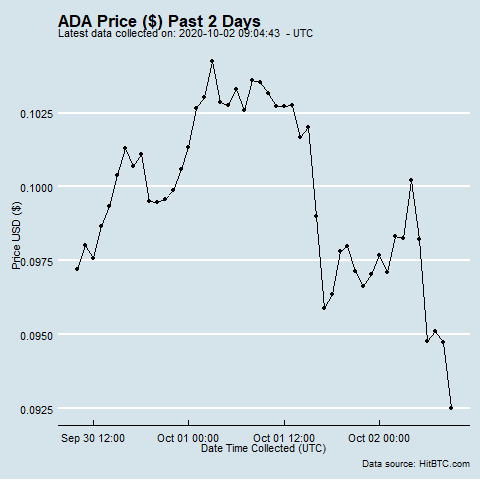 ADA Price ($) Past 2 Days
Latest data collected on: 2020-10-02 09:04:43 - UTC
Price USD ($)
0.1025
0.1000
0.0975
0.0950
0.0925
Sep 30 12:00
Oct 01 00:00
Oct 01 12:00
Oct 02 00:00
Date Time Collected (UTC)
Data source: HitBTC.com